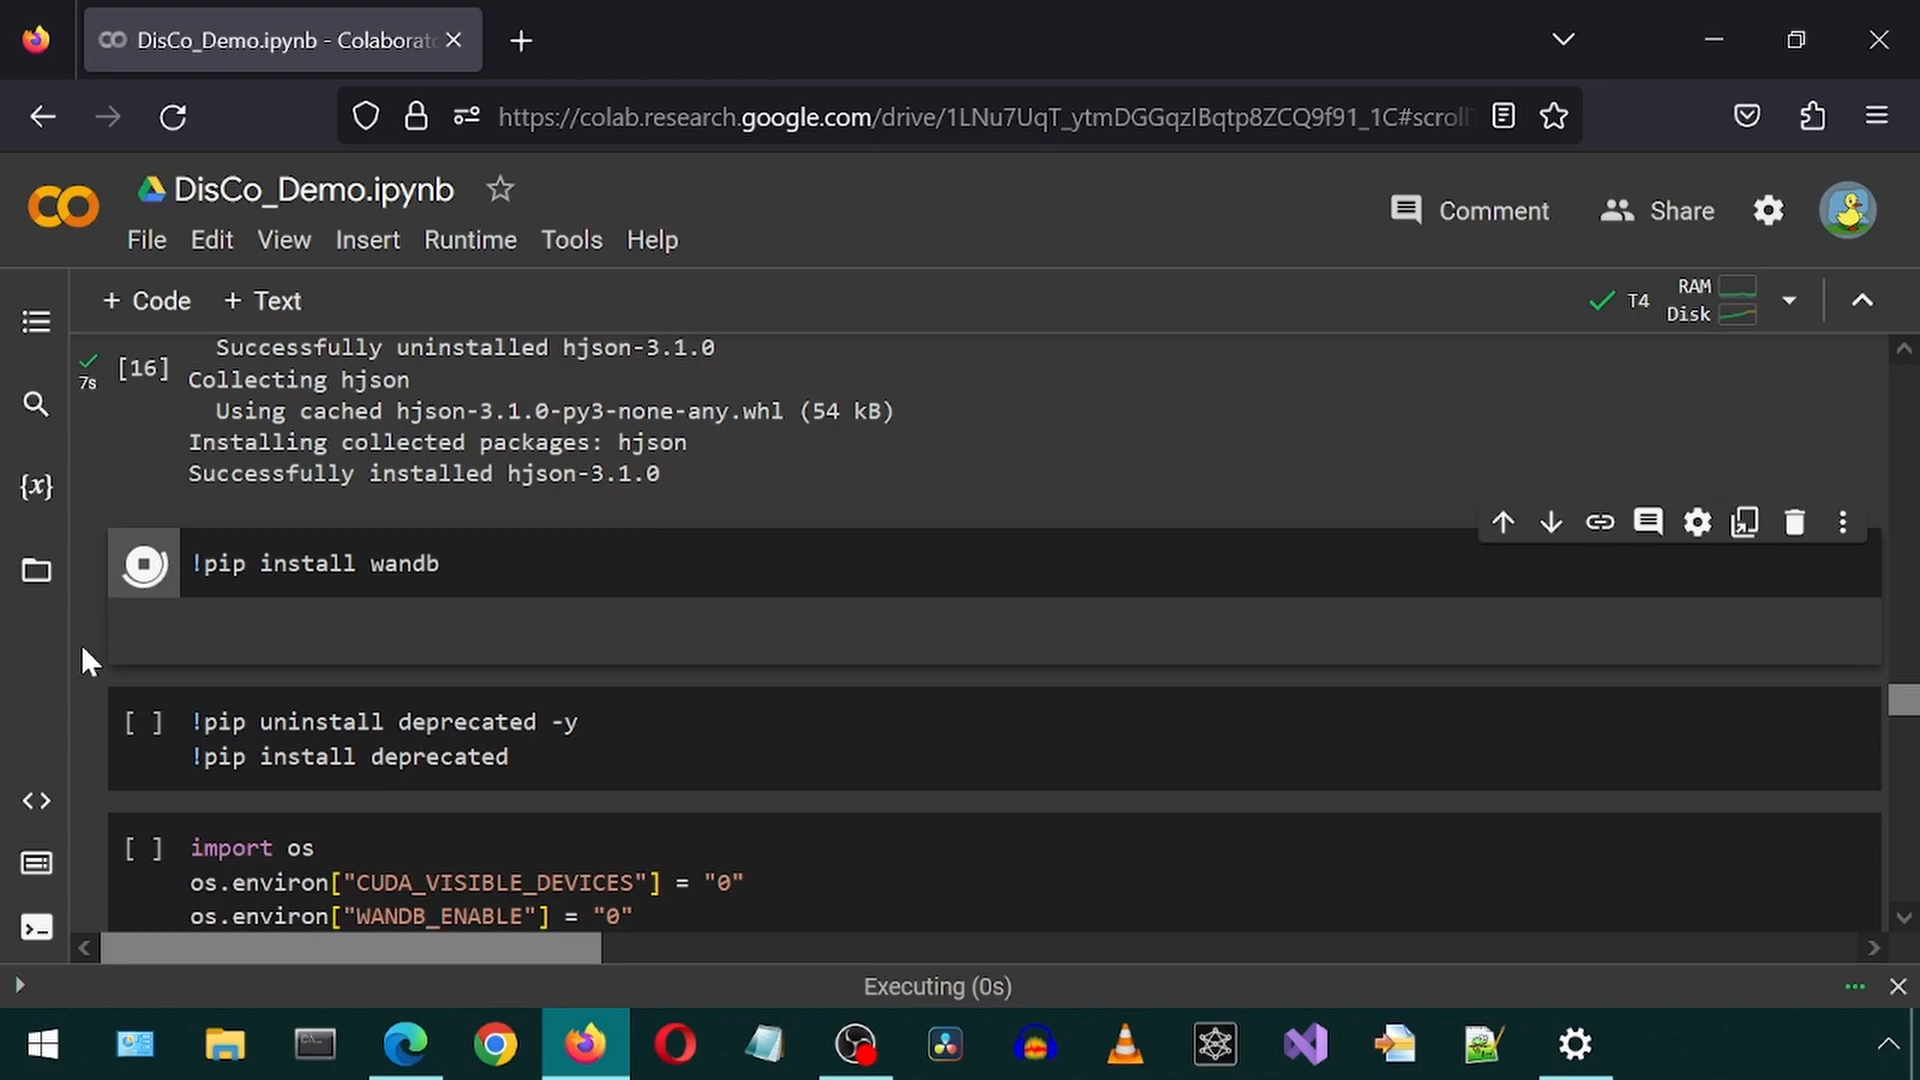 DisCo_Demo.ipynb - Colaborato
https://colab.research.google.com/drive/1LNu7UqT_ytmDGGqzIBqtp8ZCQ9f91_1C#scroll
DisCo_Demo.ipynb
Comment
Share
File Edit View Insert Runtime Tools Help
+ Code + Text
T4
RAM
Disk
Successfully uninstalled hjson-3.1.0
7s
[16]
Collecting hjson
Using cached hjson-3.1.0-py3-none-any.whl (54 kB)
Installing collected packages: hjson
Successfully installed hjson-3.1.0
!pip install wandb
[ ] !pip uninstall deprecated -y
!pip install deprecated
[ ] import os
os.environ["CUDA_VISIBLE_DEVICES"] = "0"
os.environ["WANDB_ENABLE"] = "0"
Executing (0s)